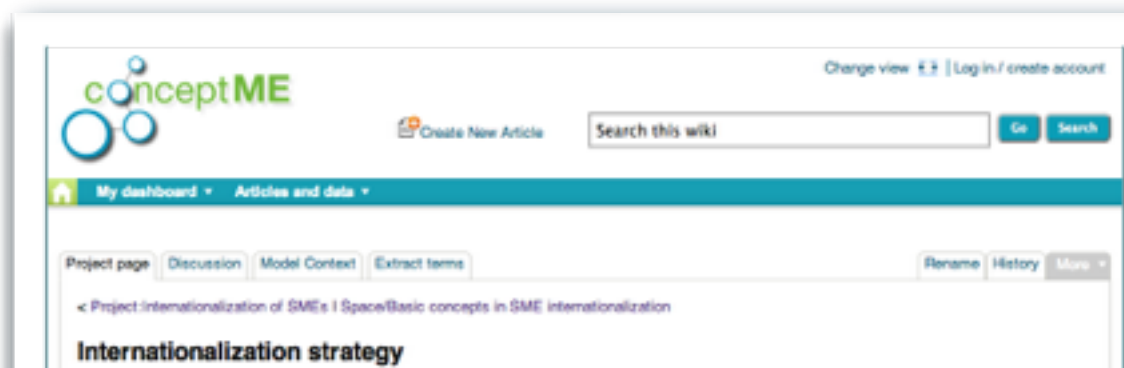 conceptME
Change view | Log in / create account
Create New Article
Search this wiki
Go
Search
My dashboard
Articles and data
Project page
Discussion
Model Context
Extract terms
Rename
History
More
< Project:Internationalization of SMEs I Space/Basic concepts in SME internationalization
Internationalization strategy